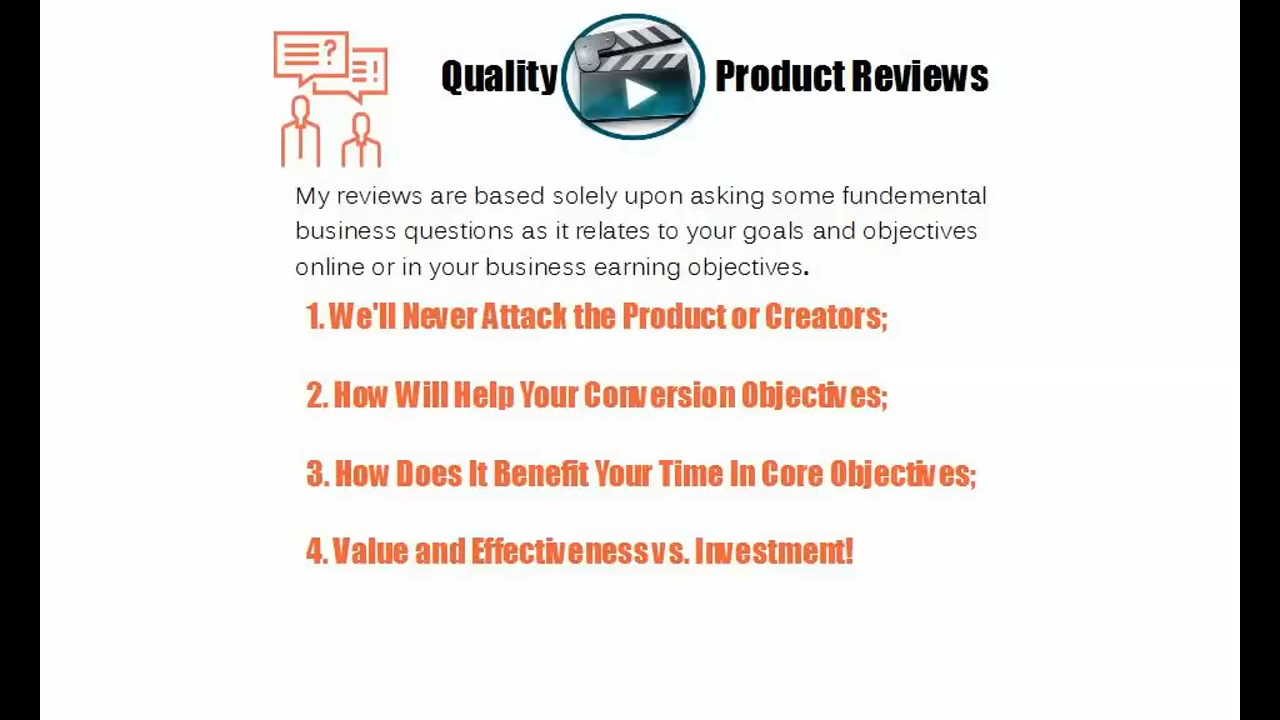 Quality Product Reviews
My reviews are based solely upon asking some fundemental
business questions as it relates to your goals and objectives
online or in your business earning objectives.
1. We'll Never Attack the Product or Creators;
2. How Will Help Your Conversion Objectives;
3. How Does It Benefit Your Time In Core Objectives;
4. Value and Effectiveness vs. Investment!